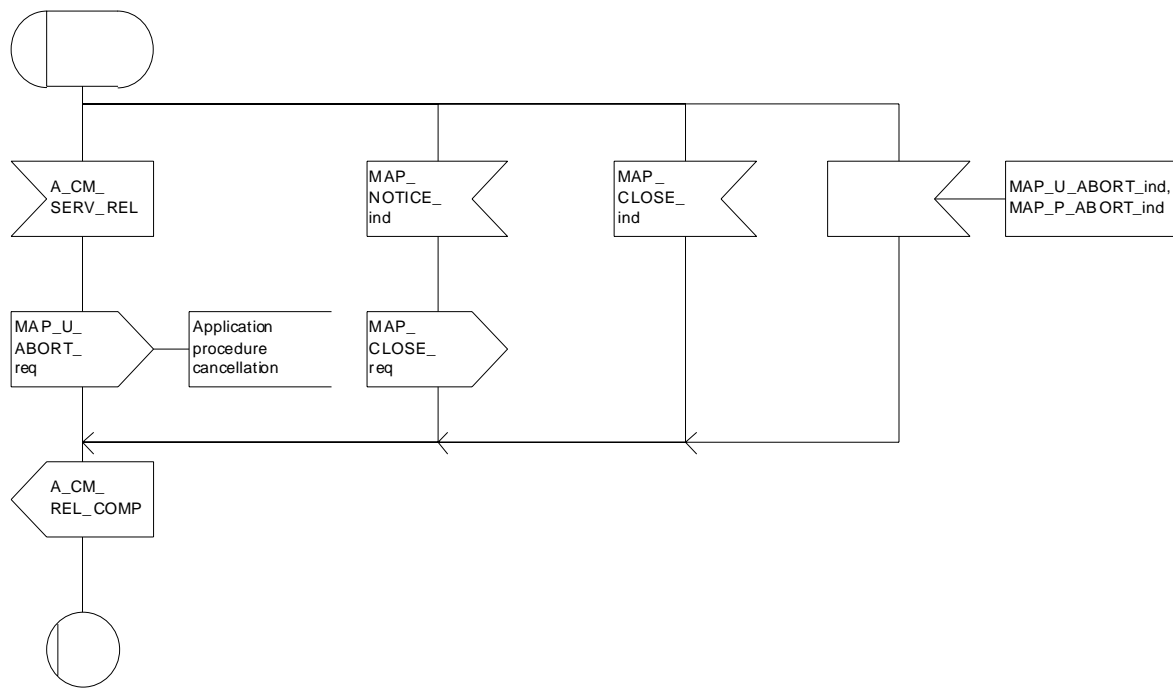 A_CM_
SERV_REL
MAP_
NOTICE_
ind
MAP_
CLOSE_
ind
MAP_U_ABORT_ind,
MAP_P_ABORT_ind
MAP_U_
ABORT_
req
Application
procedure
cancellation
MAP_
CLOSE_
req
A_CM_
REL_COMP